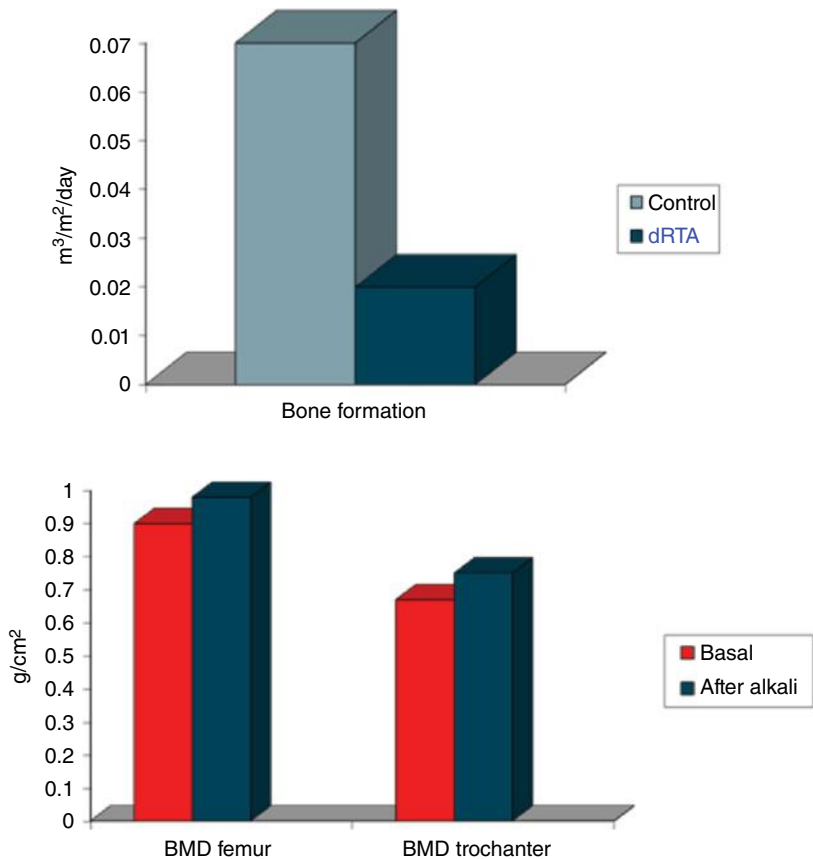 0.07
0.06
0.05
0.04
0.03
0.02
0.01
0
m³/m²/day
Bone formation
Control
dRTA
1
0.9
0.8
0.7
0.6
0.5
0.4
0.3
0.2
0.1
0
g/cm²
BMD femur
BMD trochanter
Basal
After alkali